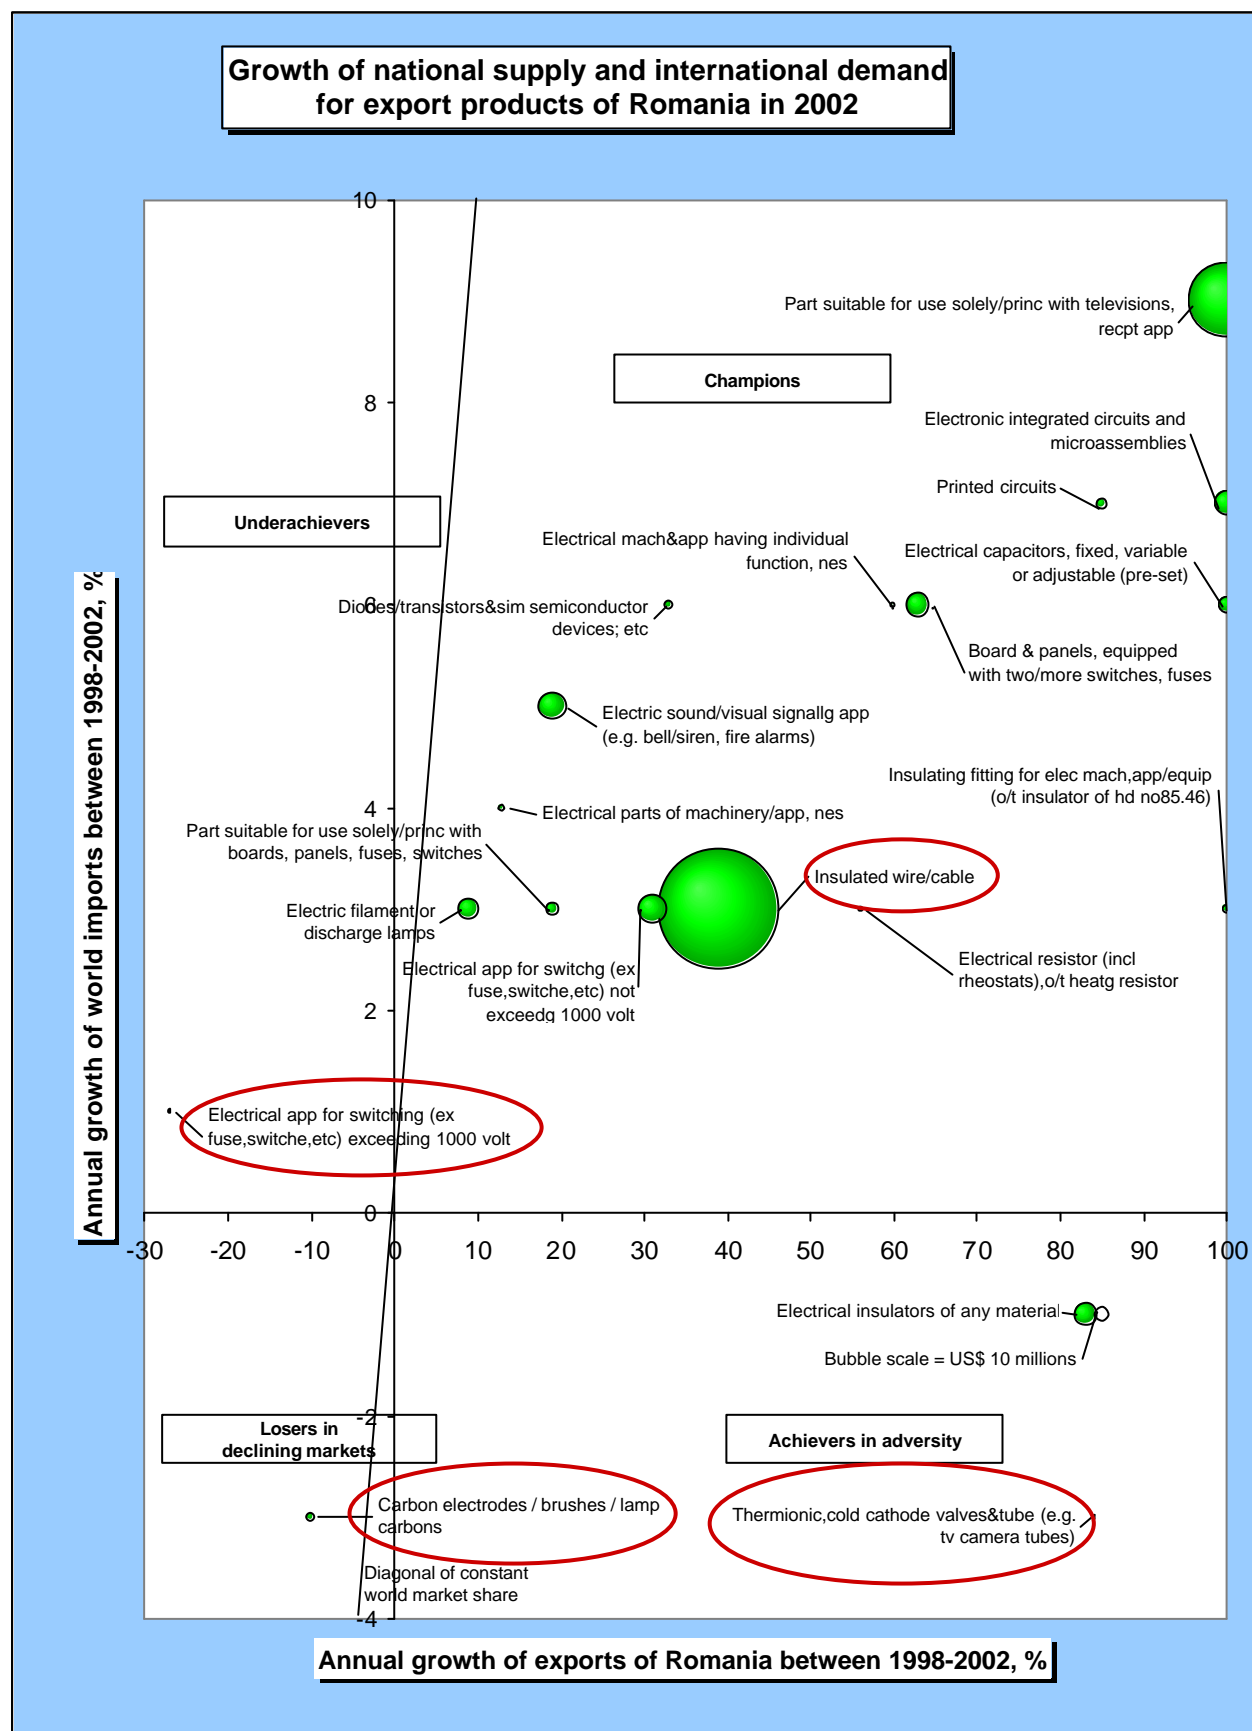 Growth of national supply and international demand
for export products of Romania in 2002
10
Part suitable for use solely/princ with televisions,
recpt app
Champions
8
Electronic integrated circuits and
microassemblies
Printed circuits
Underachievers
Electrical mach&app having individual
function, nes
Electrical capacitors, fixed, variable
or adjustable (pre-set)
6
Diodes/transistors&sim semiconductor
devices; etc
Board & panels, equipped
with two/more switches, fuses
Electric sound/visual signallg app
(e.g. bell/siren, fire alarms)
Insulating fitting for elec mach,app/equip
(o/t insulator of hd no85.46)
4
Electrical parts of machinery/app, nes
Part suitable for use solely/princ with
boards, panels, fuses, switches
Insulated wire/cable
Electric filament or
discharge lamps
Electrical app for switchg (ex
fuse,switche,etc) not
exceedg 1000 volt
Electrical resistor (incl
rheostats),o/t heatg resistor
2
Electrical app for switching (ex
fuse,switche,etc) exceeding 1000 volt
0
-30 -20 -10 0 10 20 30 40 50 60 70 80 90 100
Electrical insulators of any material
Bubble scale = US$ 10 millions
-2
Losers in
declining markets
Achievers in adversity
Carbon electrodes / brushes / lamp
carbons
Thermionic,cold cathode valves&tube (e.g.
tv camera tubes)
Diagonal of constant
world market share
-4
Annual growth of world imports between 1998-2002, %
Annual growth of exports of Romania between 1998-2002, %